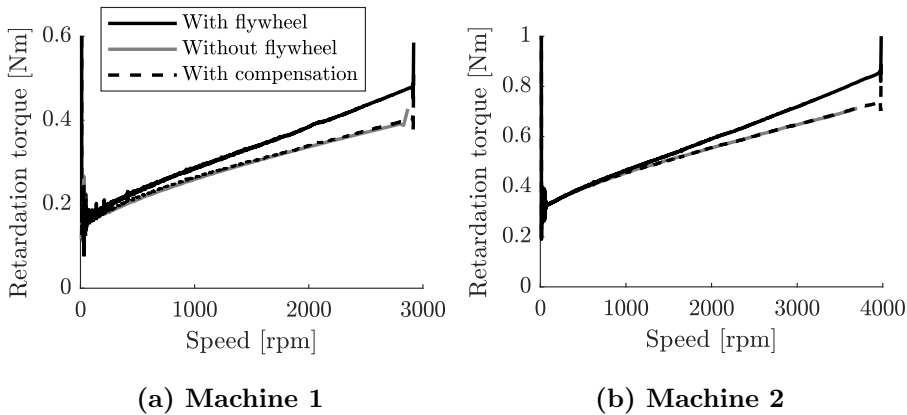 With flywheel
Without flywheel
With compensation
Retardation torque [Nm]
0.6
0.4
0.2
0
0 1000 2000 3000
Speed [rpm]
(a) Machine 1
Retardation torque [Nm]
1
0.8
0.6
0.4
0.2
0
0 1000 2000 3000 4000
Speed [rpm]
(b) Machine 2